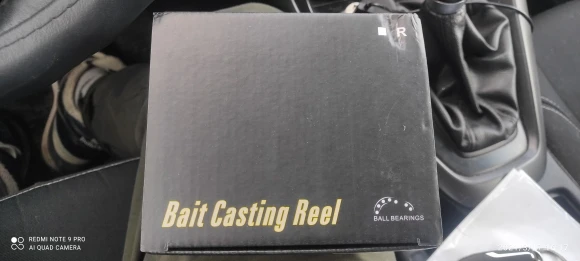 R
Bait Casting Reel
BALL BEARINGS
REDMI NOTE 9 PRO
AI QUAD CAMERA